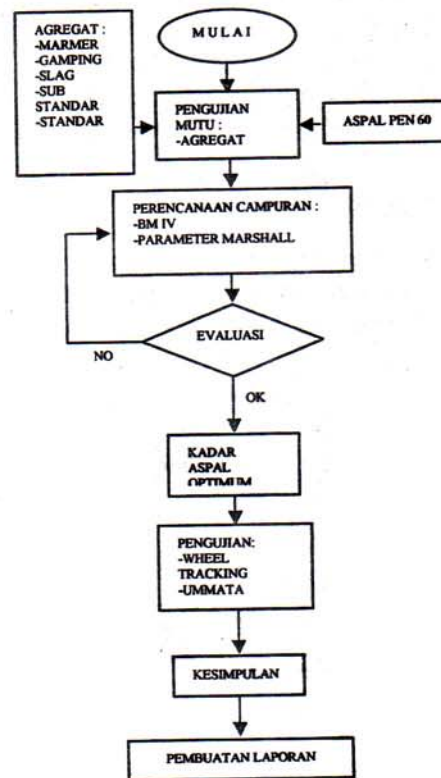 AGREGAT :
-MARMER
-GAMPING
-SLAG
-SUB
STANDAR
-STANDAR
M U L A I
PENGUJIAN
MUTU :
-AGREGAT
ASPAL PEN 60
PERENCANAAN CAMPURAN :
-BM IV
-PARAMETER MARSHALL
EVALUASI
NO
OK
KADAR
ASPAL
OPTIMUM
PENGUJIAN:
-WHEEL
TRACKING
-UMMATA
KESIMPULAN
PEMBUATAN LAPORAN